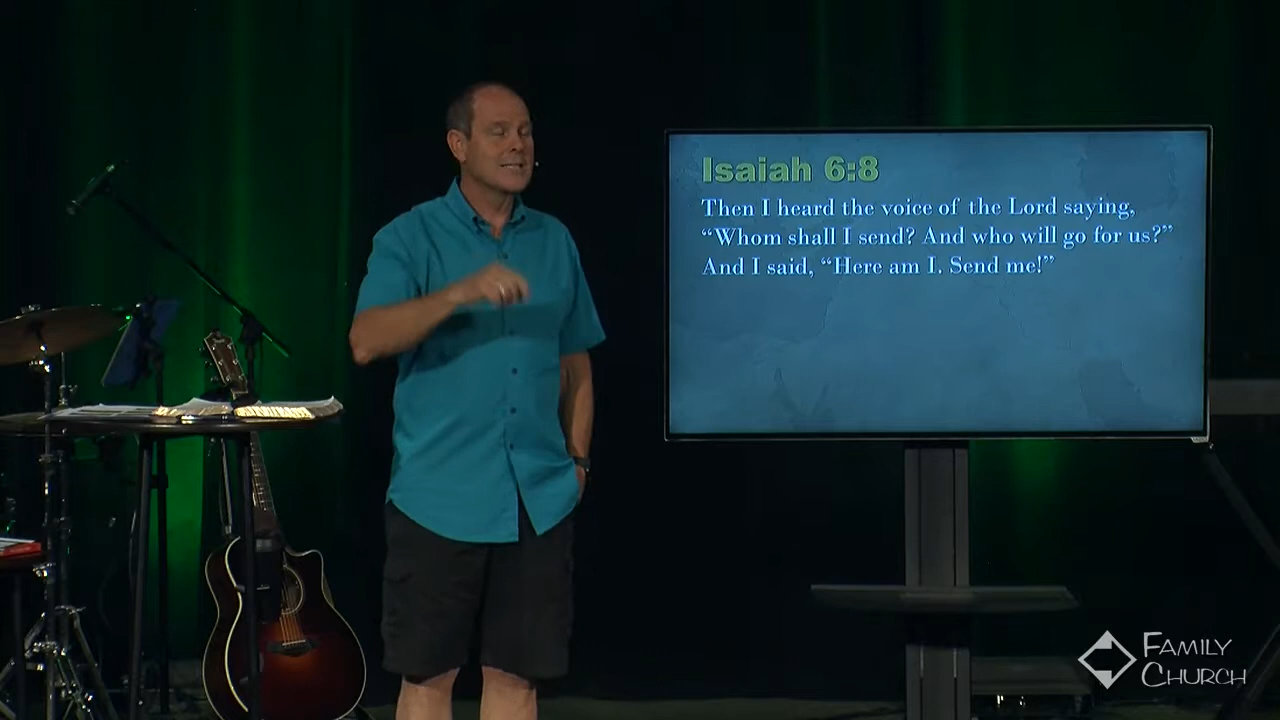 Isaiah 6:8
Then I heard the voice of the Lord saying,
“Whom shall I send? And who will go for us?”
And I said, “Here am I. Send me!”
FAMILY
CHURCH